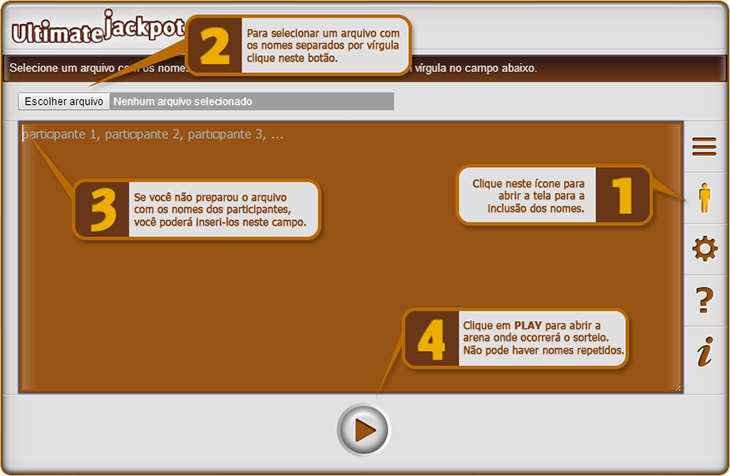 Ultimate jackpot
2
Para selecionar um arquivo com
os nomes separados por vírgula
clique neste botão.
Selecione um arquivo com os nomes
vírgula no campo abaixo.
Escolher arquivo Nenhum arquivo selecionado
participante 1, participante 2, participante 3, ...
Clique neste ícone para
abrir a tela para a
inclusão dos nomes.
1
3
Se você não preparou o arquivo
com os nomes dos participantes,
você poderá inseri-los neste campo.
?
i
4
Clique em PLAY para abrir a
arena onde ocorrerá o sorteio.
Não pode haver nomes repetidos.